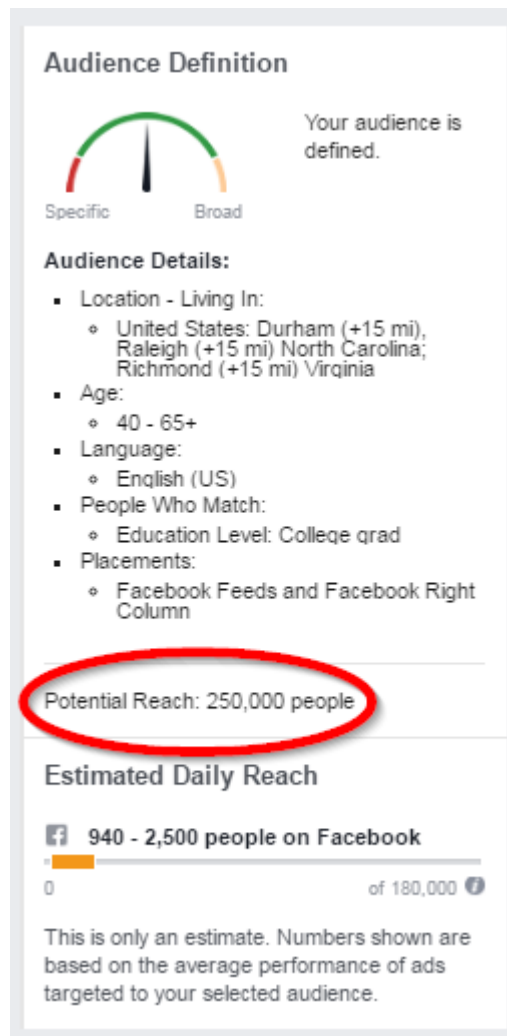 Audience Definition
Your audience is
defined.
Specific Broad
Audience Details:
Location - Living In:
United States: Durham (+15 mi),
Raleigh (+15 mi) North Carolina;
Richmond (+15 mi) Virginia
Age:
40 - 65+
Language:
English (US)
People Who Match:
Education Level: College grad
Placements:
Facebook Feeds and Facebook Right
Column
Potential Reach: 250,000 people
Estimated Daily Reach
940 - 2,500 people on Facebook
0 of 180,000
This is only an estimate. Numbers shown are
based on the average performance of ads
targeted to your selected audience.